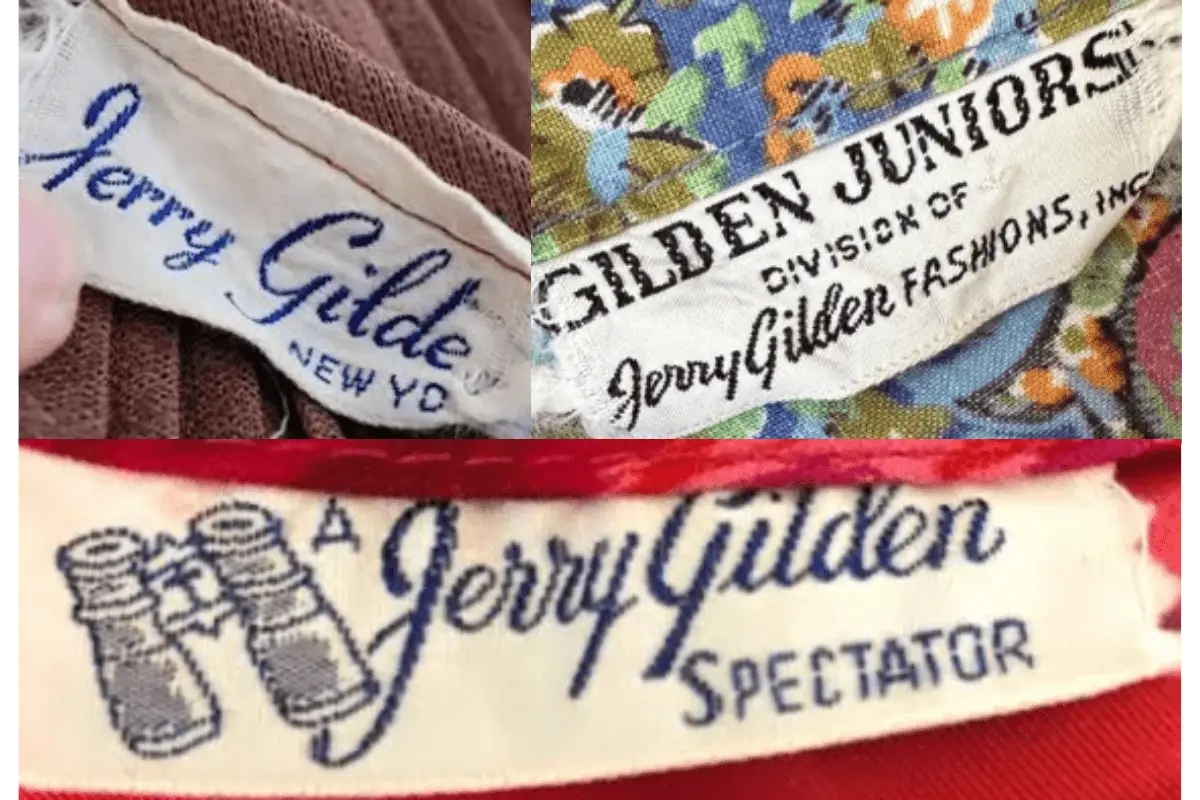 Jerry Gilde
NEW YO
GILDEN JUNIORS
DIVISION OF
Jerry Gilden FASHIONS, INC
A Jerry Gilden
SPECTATOR